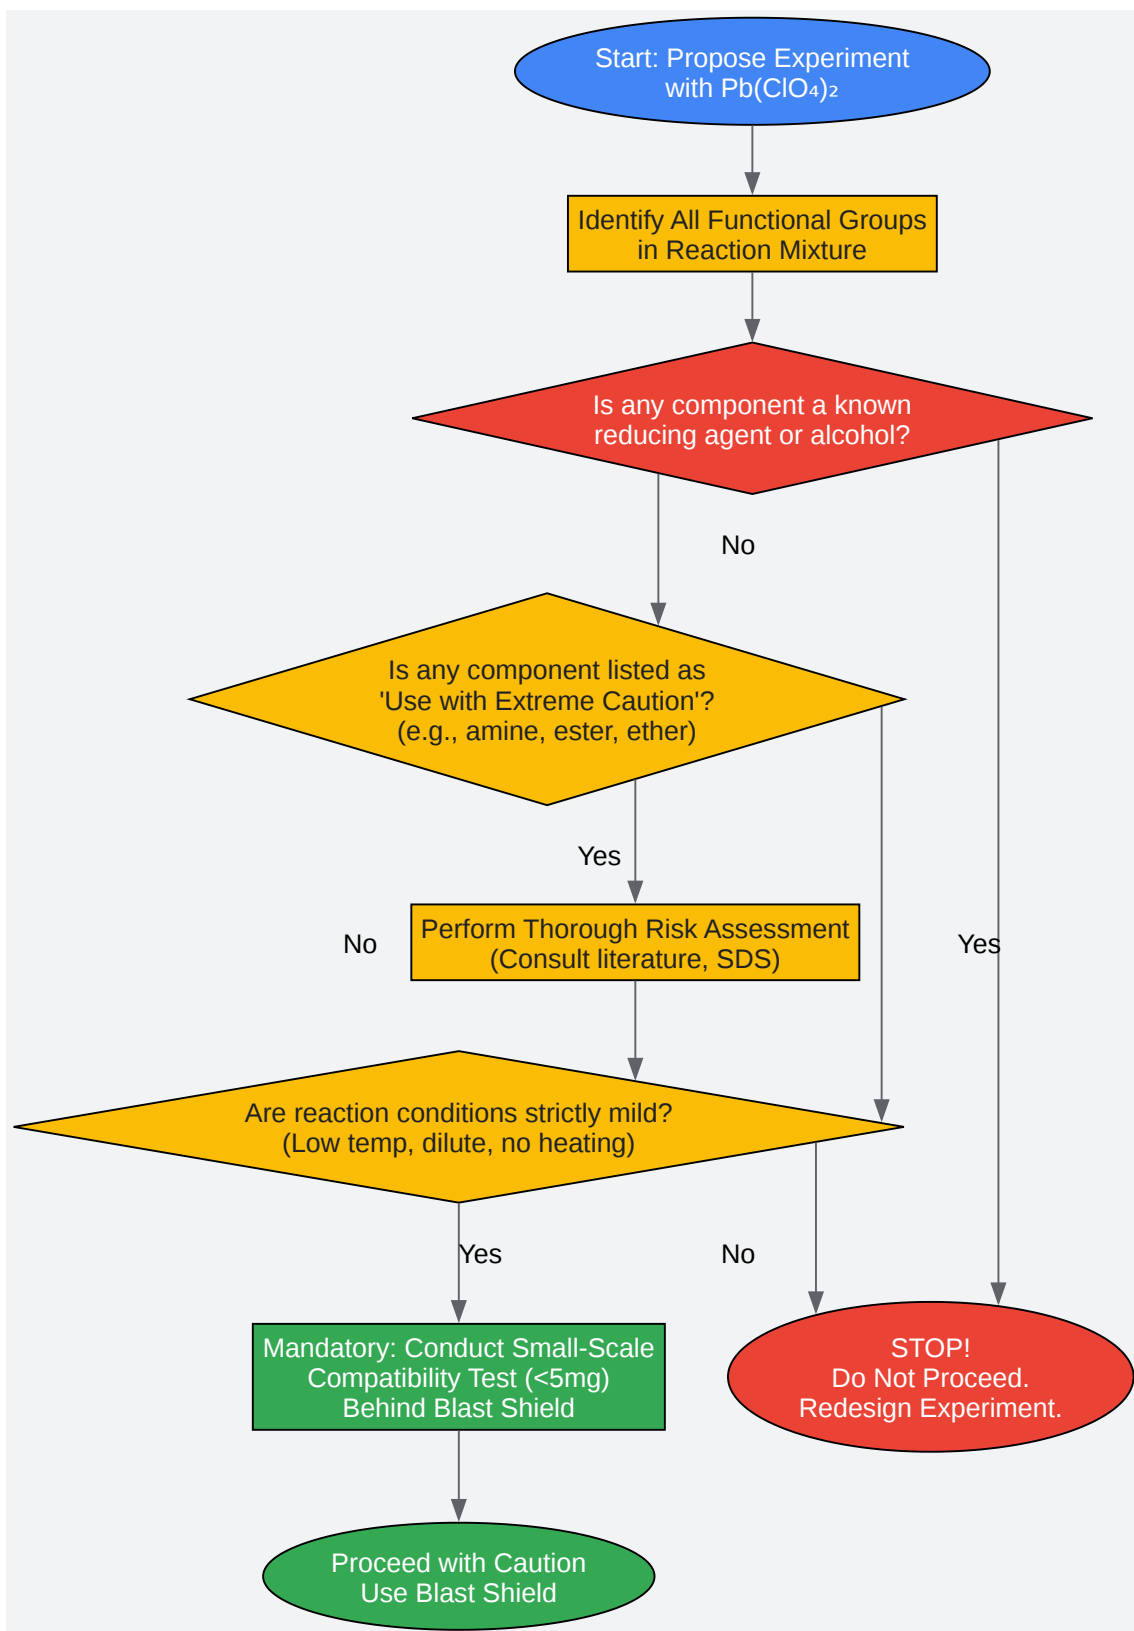 Start: Propose Experiment
with Pb(ClO₄)₂
Identify All Functional Groups
in Reaction Mixture
Is any component a known
reducing agent or alcohol?
No
Is any component listed as
'Use with Extreme Caution'?
(e.g., amine, ester, ether)
Yes
Perform Thorough Risk Assessment
(Consult literature, SDS)
No
Yes
Are reaction conditions strictly mild?
(Low temp, dilute, no heating)
Yes
No
Mandatory: Conduct Small-Scale
Compatibility Test (<5mg)
Behind Blast Shield
STOP!
Do Not Proceed.
Redesign Experiment.
Proceed with Caution
Use Blast Shield